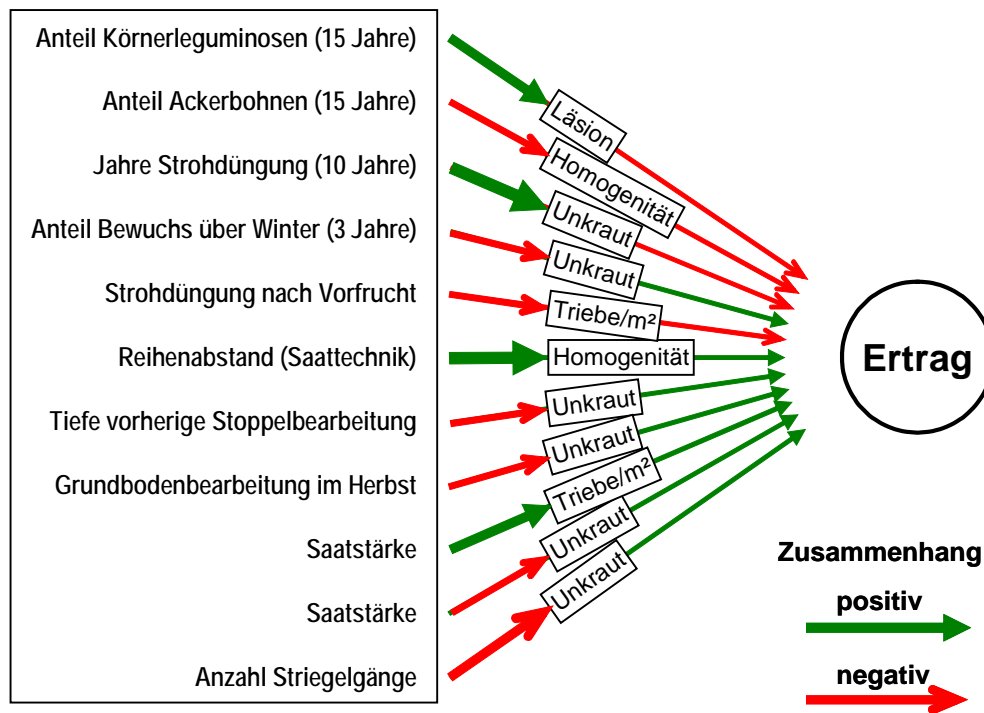 Anteil Körnerleguminosen (15 Jahre)
Anteil Ackerbohnen (15 Jahre)
Jahre Strohdüngung (10 Jahre)
Anteil Bewuchs über Winter (3 Jahre)
Strohdüngung nach Vorfrucht
Reihenabstand (Saattechnik)
Tiefe vorherige Stoppelbearbeitung
Grundbodenbearbeitung im Herbst
Saatstärke
Saatstärke
Anzahl Striegelgänge
Läsion
Homogenität
Unkraut
Unkraut
Triebe/m²
Homogenität
Unkraut
Unkraut
Triebe/m²
Unkraut
Unkraut
Ertrag
Zusammenhang
positiv
negativ